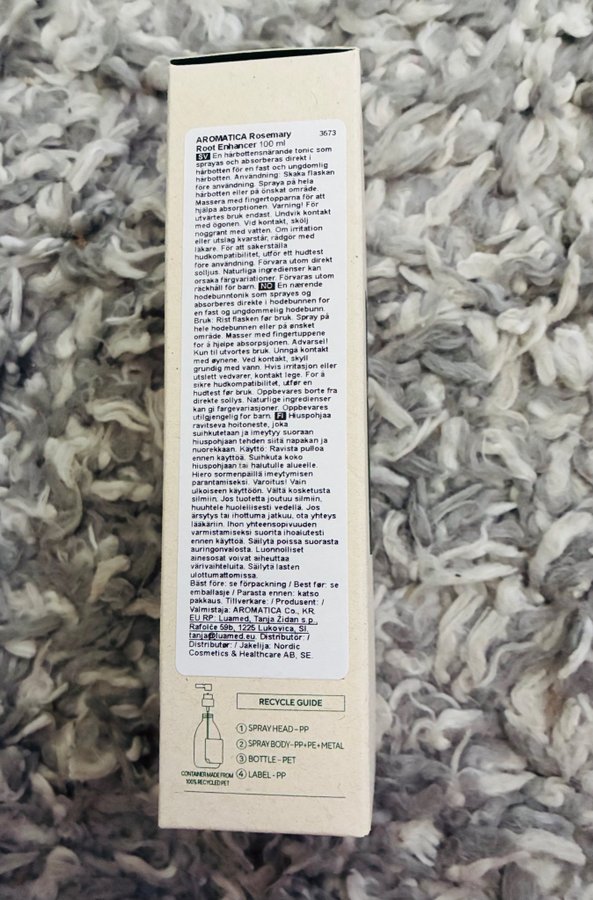 AROMATICA Rosemary 3573
Root Enhancer 100 ml
SV En hårbottensnärande tonic som
sprayas och absorberas direkt i
hårbotten för en fast och ungdomlig
hårbotten. Användning: Skaka flaskan
före användning. Spraya på hela
hårbotten eller på önskat område.
Massera med fingertopparna för att
hjälpa absorptionen. Varning! För
utvärtes bruk endast. Undvik kontakt
med ögonen. Vid kontakt, skölj
noggrant med vatten. Om irritation
eller utslag kvarstår, rådgör med
läkare. För att säkerställa
hudkompatibilitet, utför ett hudtest
före användning. Förvara utom direkt
solljus. Naturliga ingredienser kan
orsaka färgvariationer. Förvaras utom
räckhåll för barn. NO En nærende
hodebunntonik som sprayes og
absorberes direkte i hodebunnen for
en fast og ungdommelig hodebunn.
Bruk: Rist flasken før bruk. Spray på
hele hodebunnen eller på ønsket
område. Masser med fingertuppene
for å hjelpe absorpsjonen. Advarsel!
Kun til utvortes bruk. Unngå kontakt
med øynene. Ved kontakt, skyll
grundig med vann. Hvis irritasjon eller
utslett vedvarer, kontakt lege. For å
sikre hudkompatibilitet, utfør en
hudtest før bruk. Oppbevares borte fra
direkte sollys. Naturlige ingredienser
kan gi fargevariasjoner. Oppbevares
utilgjengelig for barn. FI Hiuspohjaa
ravitseva hoitoneste, joka
suihkutetaan ja imeytyy suoraan
hiuspohjaan tehden siitä napakan ja
nuorekkaan. Käyttö: Ravista pulloa
ennen käyttöä. Suihkuta koko
hiuspohjaan tai halutulle alueelle.
Hiero sormenpäillä imeytymisen
parantamiseksi. Varoitus! Vain
ulkoiseen käyttöön. Vältä kosketusta
silmiin. Jos tuotetta joutuu silmiin,
huuhtele huolellisesti vedellä. Jos
ärsytys tai ihottuma jatkuu, ota yhteys
lääkäriin. Ihon yhteensopivuuden
varmistamiseksi suorita ihoaiutesti
ennen käyttöä. Säilytä poissa suorasta
auringonvalosta. Luonnolliset
ainesosat voivat aiheuttaa
värivaihteluita. Säilytä lasten
ulottumattomissa.
Bäst före: se förpackning / Best før: se
emballasje / Parasta ennen: katso
pakkaus. Tillverkare: / Produsent: /
Valmistaja: AROMATICA Co., KR.
EU RP: Luamed, Tanja Židan s.p.,
Rafolče 59b, 1225 Lukovica, SI,
tanja@luamed.eu. Distributör: /
Distributør: / Jakelija: Nordic
Cosmetics & Healthcare AB, SE.
RECYCLE GUIDE
1 SPRAY HEAD - PP
2 SPRAY BODY - PP+PE+METAL
3 BOTTLE - PET
4 LABEL - PP
CONTAINER MADE FROM
100% RECYCLED PET